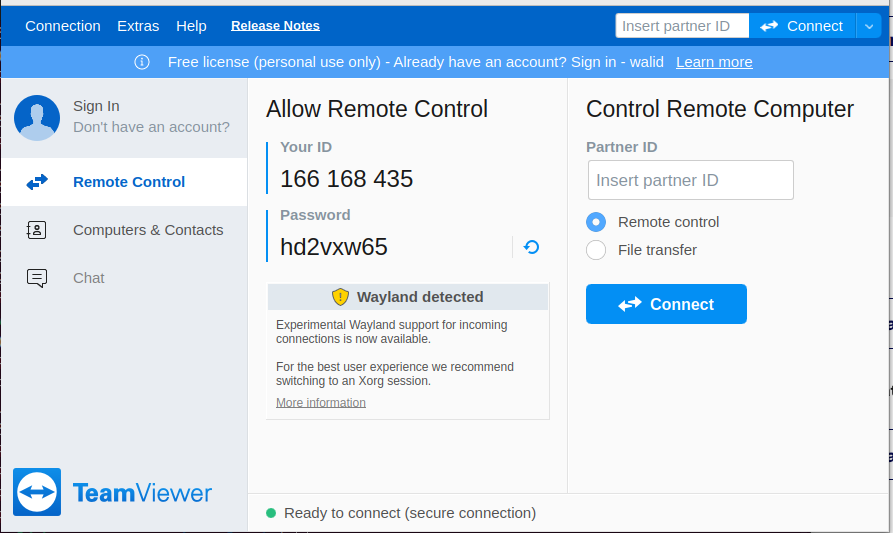 Connection Extras Help Release Notes Insert partner ID Connect
Free license (personal use only) - Already have an account? Sign in - walid Learn more
Sign In
Don't have an account?
Remote Control
Computers & Contacts
Chat
TeamViewer
Allow Remote Control
Your ID
166 168 435
Password
hd2vxw65
Wayland detected
Experimental Wayland support for incoming
connections is now available.
For the best user experience we recommend
switching to an Xorg session.
More information
Control Remote Computer
Partner ID
Insert partner ID
Remote control
File transfer
Connect
Ready to connect (secure connection)